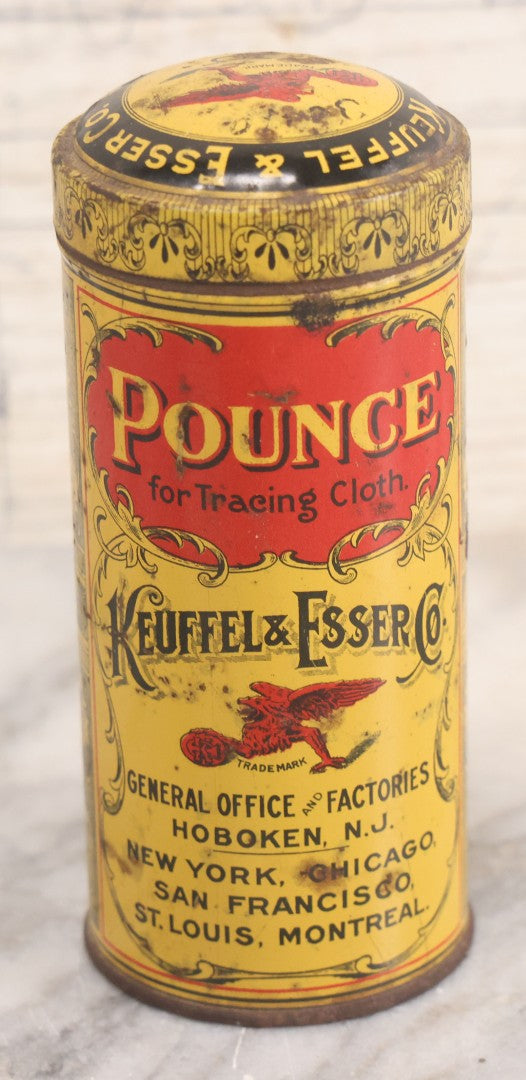 TRADEMARK
KEUFFEL & ESSER CO.
POUNCE
for Tracing Cloth.
KEUFFEL & ESSER CO.
TRADE MARK
GENERAL OFFICE AND FACTORIES
HOBOKEN, N.J.
NEW YORK, CHICAGO,
SAN FRANCISCO,
ST. LOUIS, MONTREAL.